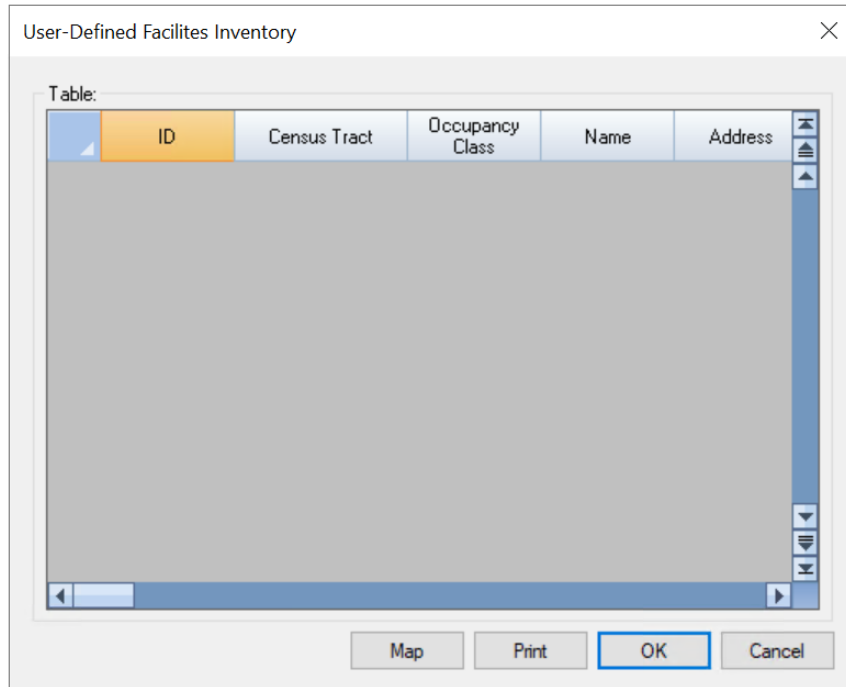 User-Defined Facilites Inventory
Table:
ID
Census Tract
Occupancy
Class
Name
Address
Map
Print
OK
Cancel